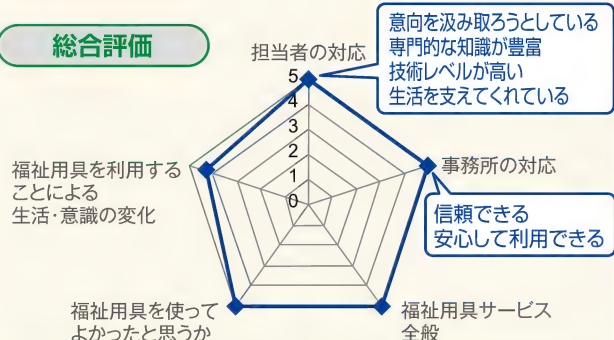 総合評価
意向を汲み取ろうとしている
専門的な知識が豊富
技術レベルが高い
生活を支えてくれている
担当者の対応
5
4
3
2
1
0
事務所の対応
信頼できる
安心して利用できる
福祉用具を利用する
ことによる
生活・意識の変化
福祉用具を使って
よかったと思うか
福祉用具サービス
全般